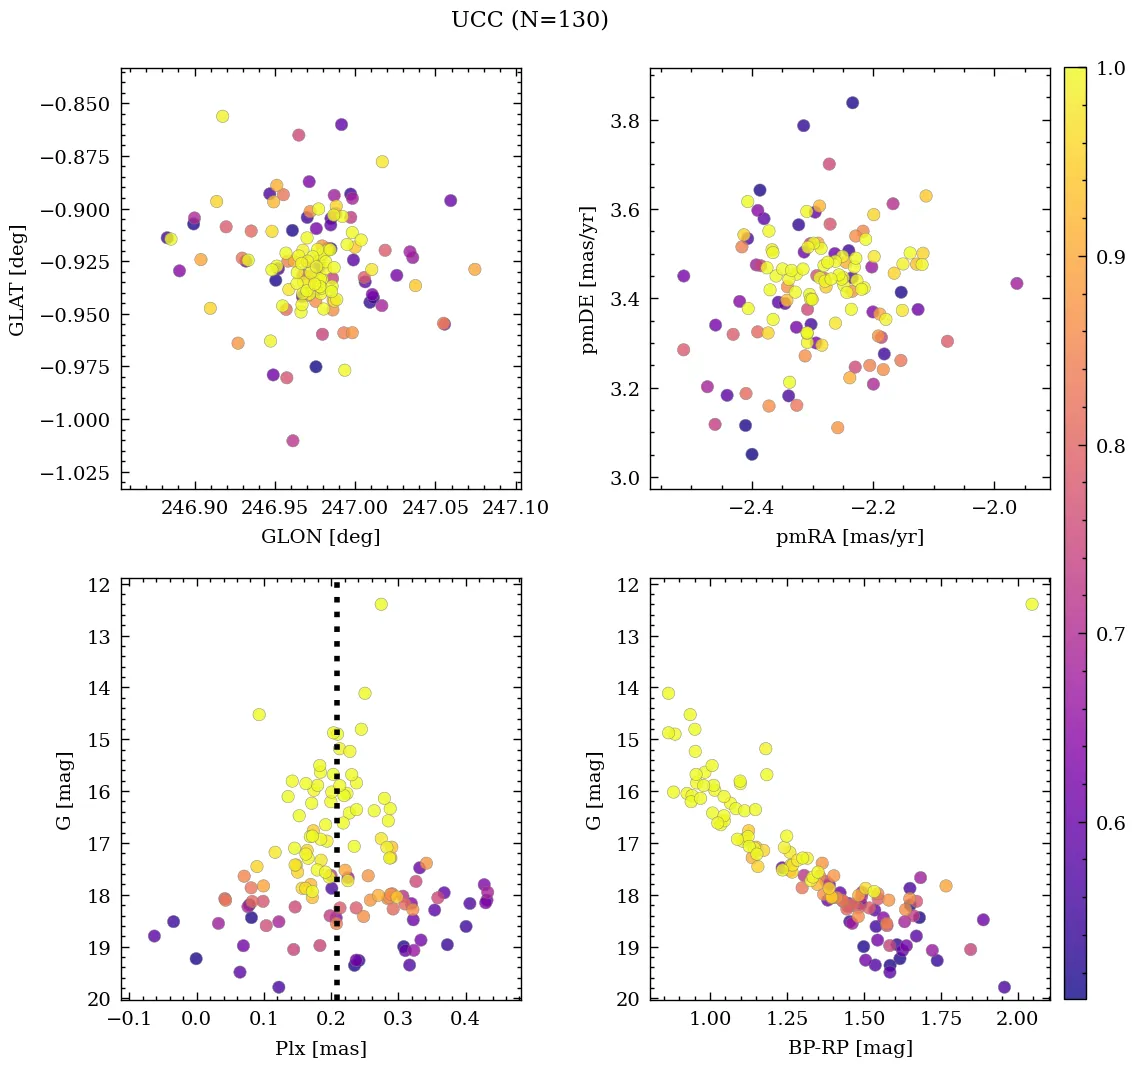 UCC (N=130)
−0.850
−0.875
−0.900
−0.925
−0.950
−0.975
−1.000
−1.025
GLAT [deg]
246.90 246.95 247.00 247.05 247.10
GLON [deg]
3.8
3.6
3.4
3.2
3.0
pmDE [mas/yr]
−2.4 −2.2 −2.0
pmRA [mas/yr]
12
13
14
15
16
17
18
19
20
G [mag]
−0.1 0.0 0.1 0.2 0.3 0.4
Plx [mas]
12
13
14
15
16
17
18
19
20
G [mag]
1.00 1.25 1.50 1.75 2.00
BP-RP [mag]
1.0
0.9
0.8
0.7
0.6